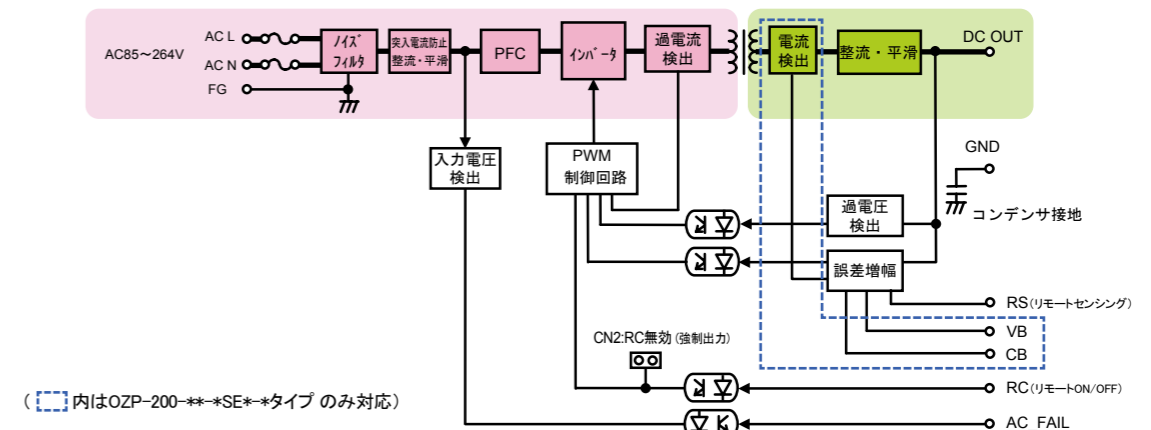 AC85～264V
AC L
AC N
FG
ﾉｲｽﾞ
ﾌｨﾙﾀ
突入電流防止
整流・平滑
PFC
ｲﾝﾊﾞｰﾀ
過電流
検出
電流
検出
整流・平滑
DC OUT
入力電圧
検出
PWM
制御回路
GND
コンデンサ接地
過電圧
検出
誤差増幅
RS(リモートセンシング)
VB
CB
CN2:RC無効(強制出力)
RC(リモートON/OFF)
AC FAIL
( 内はOZP-200-**-*SE*-*タイプ のみ対応)